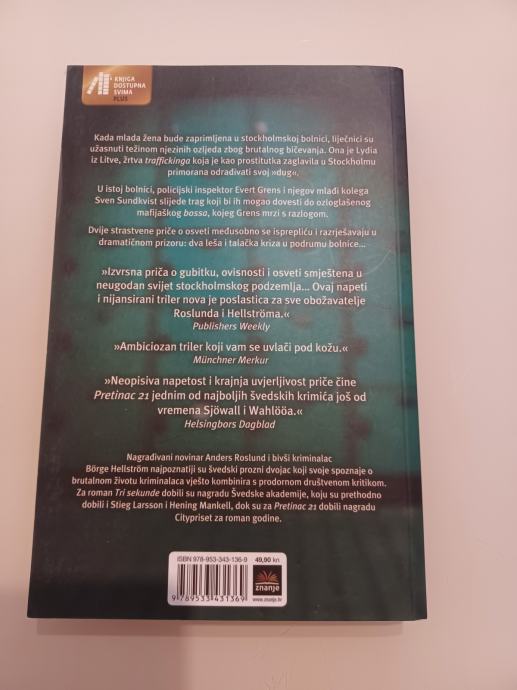 KNJIGA
DOSTUPNA
SVIMA
PLUS
Kada mlada žena bude zaprimljena u stockholmskoj bolnici, liječnici su
užasnuti težinom njezinih ozljeda zbog brutalnog bičevanja. Ona je Lydia
iz Litve, žrtva traffickinga koja je kao prostitutka zaglavila u Stockholmu
primorana odrađivati svoj »dug«.
U istoj bolnici, policijski inspektor Evert Grens i njegov mlađi kolega
Sven Sundkvist slijede trag koji bi ih mogao dovesti do ozloglašenog
mafijaškog bossa, kojeg Grens mrzi s razlogom.
Dvije strastvene priče o osveti međusobno se isprepliću i razrješavaju u
dramatičnom prizoru: dva leša i talačka kriza u podrumu bolnice...
»Izvrsna priča o gubitku, ovisnosti i osveti smještena u
neugodan svijet stockholmskog podzemlja... Ovaj napeti
i nijansirani triler nova je poslastica za sve obožavatelje
Roslunda i Hellströma.«
Publishers Weekly
»Ambiciozan triler koji vam se uvlači pod kožu.«
Münchner Merkur
»Neopisiva napetost i krajnja uvjerljivost priče čine
Pretinac 21 jednim od najboljih švedskih krimića još od
vremena Sjöwall i Wahlööa.«
Helsingbors Dagblad
Nagrađivani novinar Anders Roslund i bivši kriminalac
Börge Hellström najpoznatiji su švedski prozni dvojac koji svoje spoznaje o
brutalnom životu kriminalaca vješto kombinira s prodornom društvenom kritikom.
Za roman Tri sekunde dobili su nagradu Švedske akademije, koju su prethodno
dobili i Stieg Larsson i Hening Mankell, dok su za Pretinac 21 dobili nagradu
Citypriset za roman godine.
ISBN 978-953-343-136-9
49,90 kn
9 789533 431369
znanje
znanje.hr